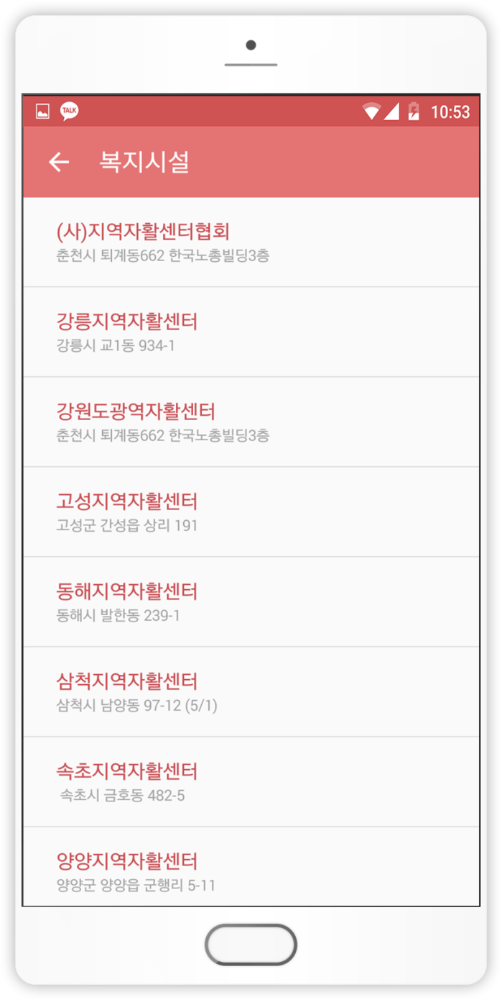 TALK
10:53
복지시설
(사)지역자활센터협회
춘천시 퇴계동662 한국노총빌딩3층
강릉지역자활센터
강릉시 교1동 934-1
강원도광역자활센터
춘천시 퇴계동662 한국노총빌딩3층
고성지역자활센터
고성군 간성읍 상리 191
동해지역자활센터
동해시 발한동 239-1
삼척지역자활센터
삼척시 남양동 97-12 (5/1)
속초지역자활센터
속초시 금호동 482-5
양양지역자활센터
양양군 양양읍 군행리 5-11